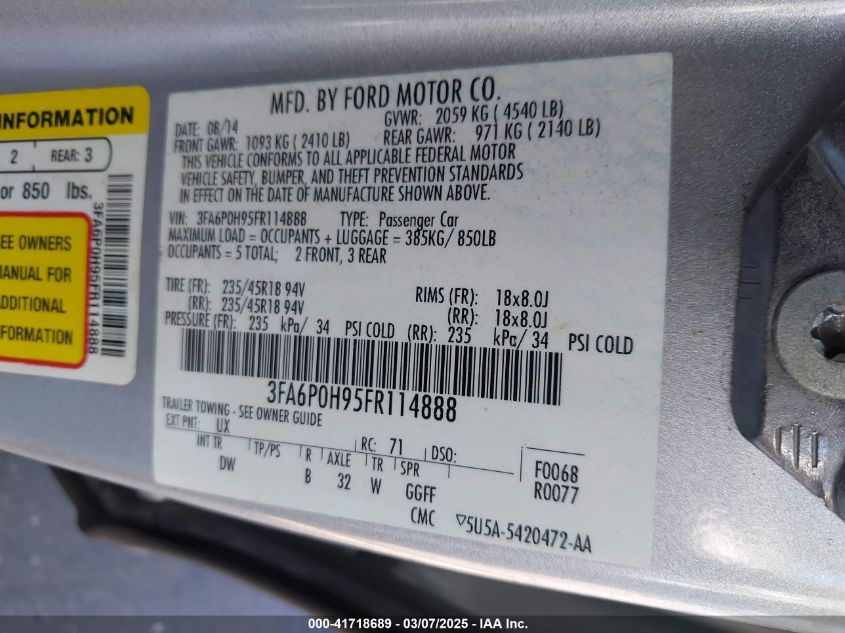 INFORMATION
2 REAR: 3
or 850 lbs.
SEE OWNERS
MANUAL FOR
ADDITIONAL
INFORMATION
3FA6P0H95FR114888
MFD. BY FORD MOTOR CO.
DATE: 08/14 GVWR: 2059 KG ( 4540 LB)
FRONT GAWR: 1093 KG ( 2410 LB) REAR GAWR: 971 KG ( 2140 LB)
THIS VEHICLE CONFORMS TO ALL APPLICABLE FEDERAL MOTOR
VEHICLE SAFETY, BUMPER, AND THEFT PREVENTION STANDARDS
IN EFFECT ON THE DATE OF MANUFACTURE SHOWN ABOVE.
VIN: 3FA6P0H95FR114888 TYPE: Passenger Car
MAXIMUM LOAD = OCCUPANTS + LUGGAGE = 385KG/ 850LB
OCCUPANTS = 5 TOTAL; 2 FRONT, 3 REAR
TIRE (FR): 235/45R18 94V RIMS (FR): 18x8.0J
(RR): 235/45R18 94V (RR): 18x8.0J
PRESSURE (FR): 235 kPa/ 34 PSI COLD (RR): 235 kPa/ 34 PSI COLD
3FA6P0H95FR114888
TRAILER TOWING - SEE OWNER GUIDE
EXT PNT: UX RC: 71 DSO:
INT TR TP/PS R AXLE TR SPR F0068
DW B 32 W GGFF R0077
CMC ▽5U5A-5420472-AA
000-41718689 - 03/07/2025 - IAA Inc.